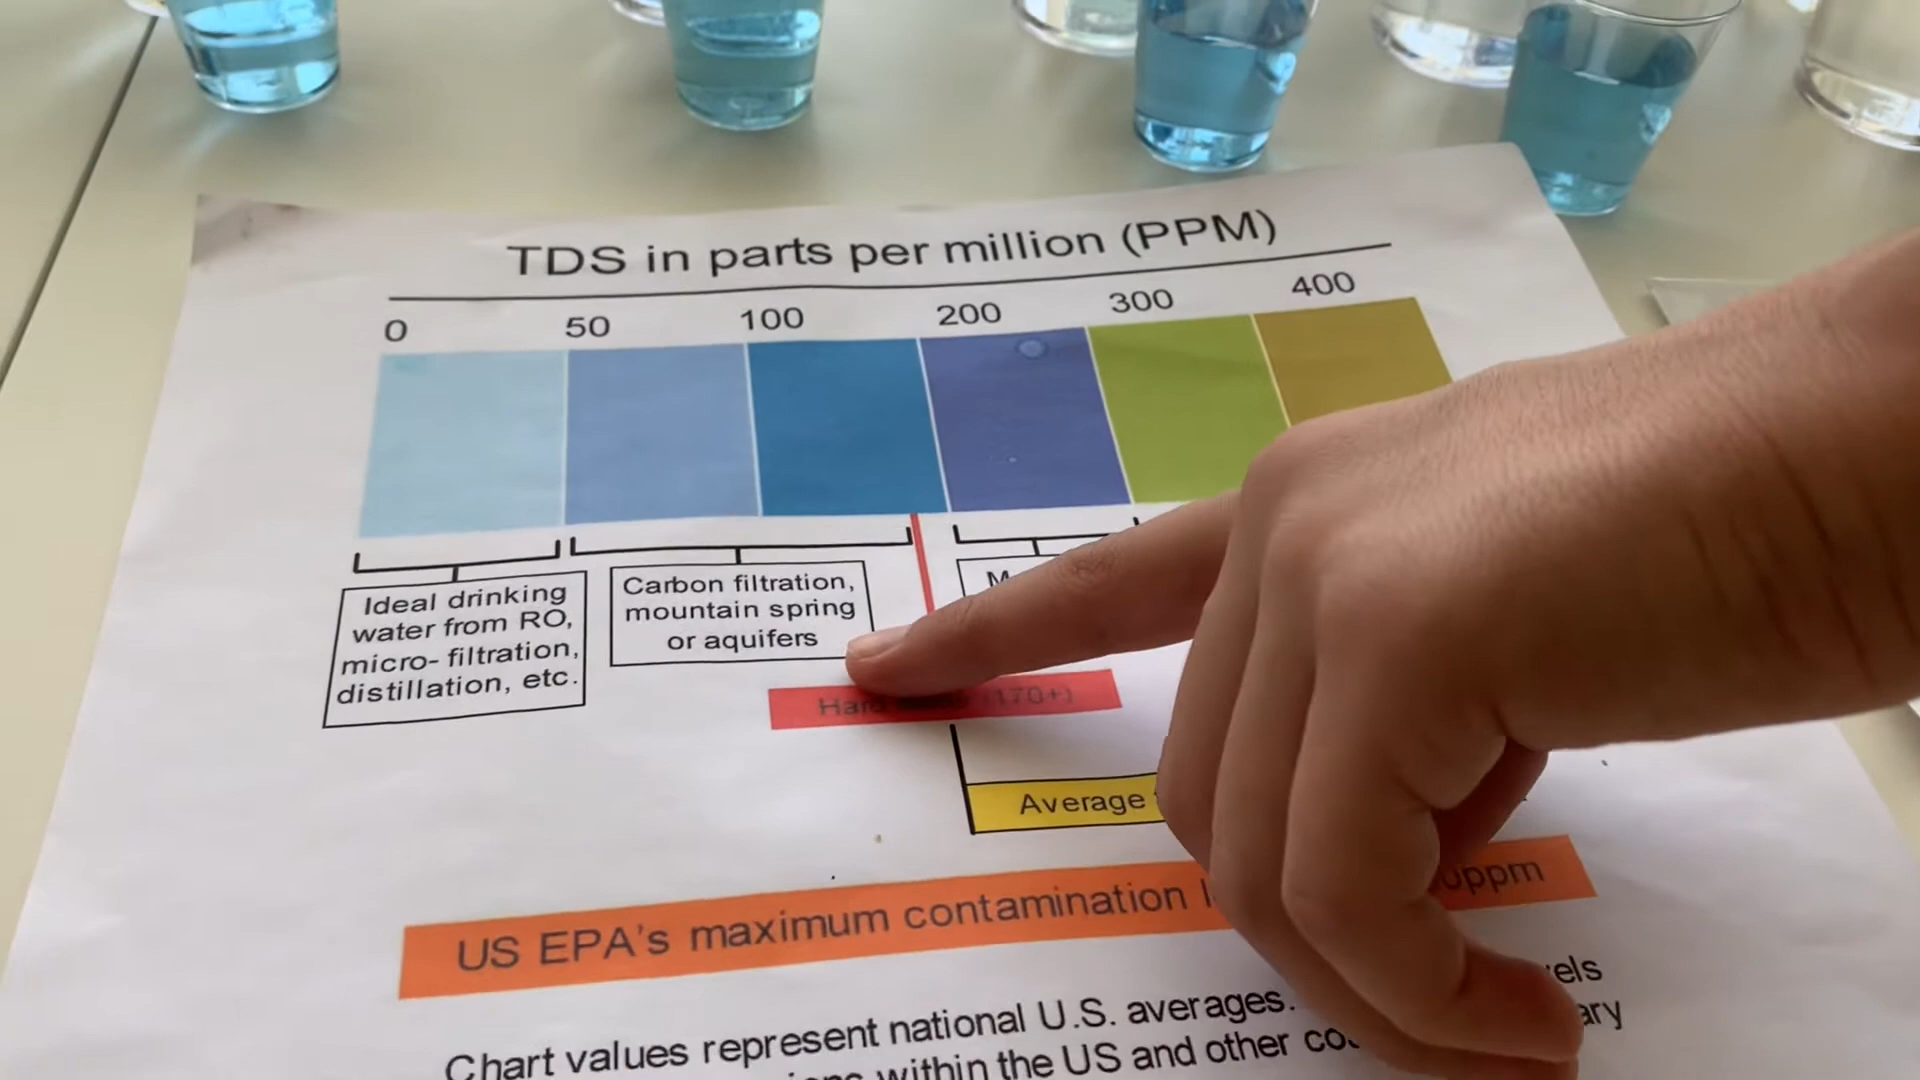 TDS in parts per million (PPM)
0 50 100 200 300 400
Ideal drinking
water from RO,
micro- filtration,
distillation, etc.
Carbon filtration,
mountain spring
or aquifers
(170+)
Average
US EPA's maximum contamination
Chart values represent national U.S. averages.
within the US and other